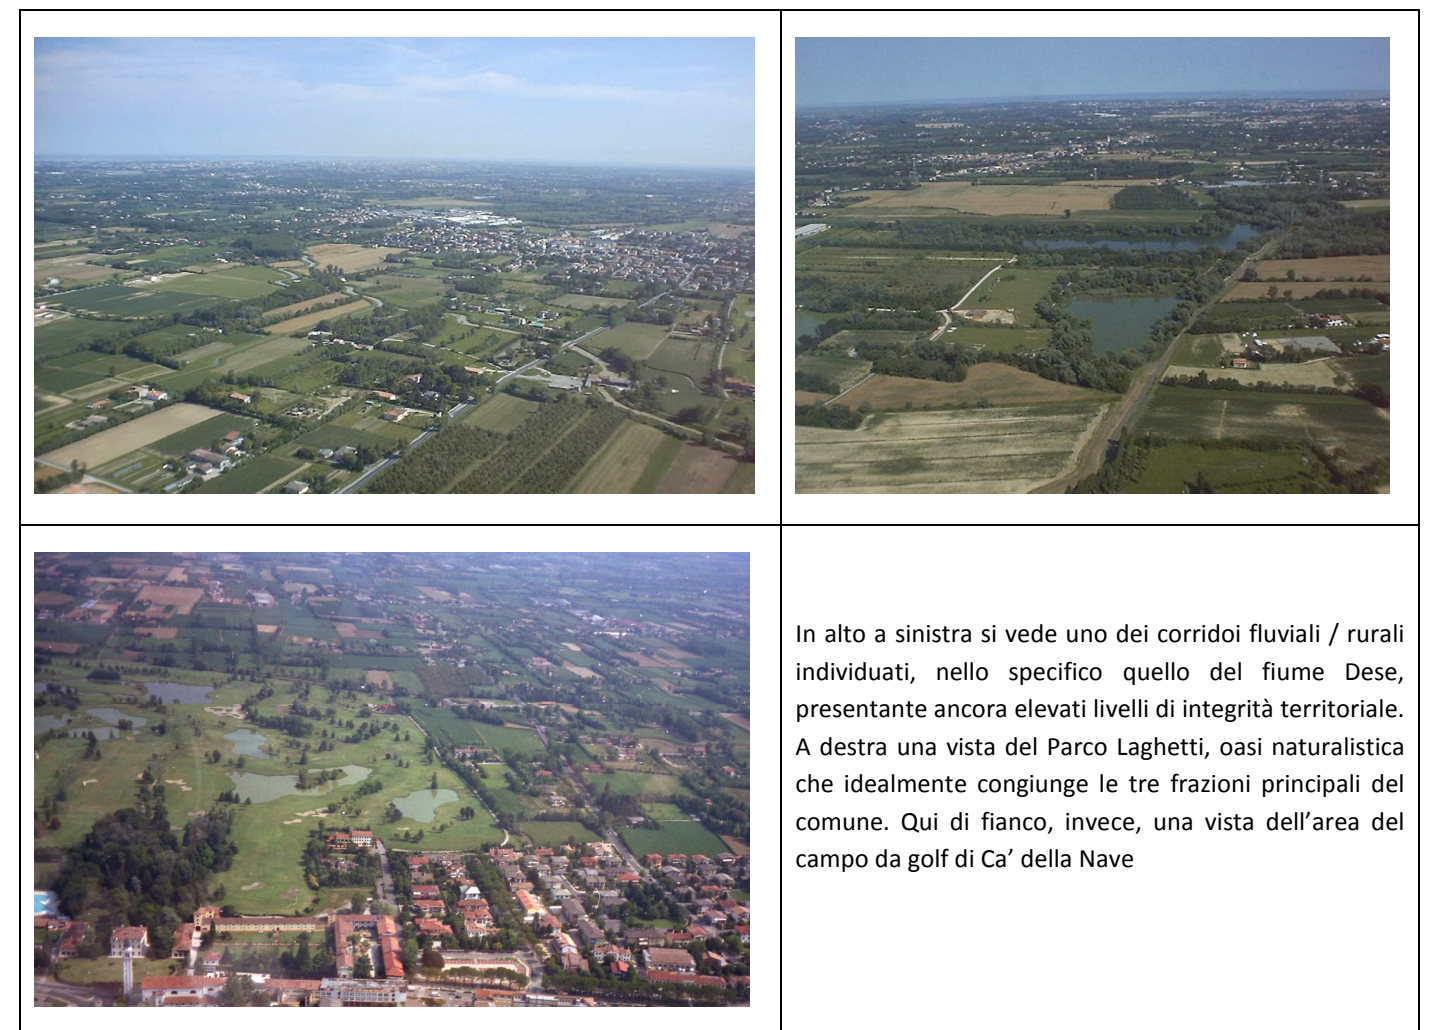 In alto a sinistra si vede uno dei corridoi fluviali / rurali
individuati, nello specifico quello del fiume Dese,
presentante ancora elevati livelli di integrità territoriale.
A destra una vista del Parco Laghetti, oasi naturalistica
che idealmente congiunge le tre frazioni principali del
comune. Qui di fianco, invece, una vista dell’area del
campo da golf di Ca’ della Nave